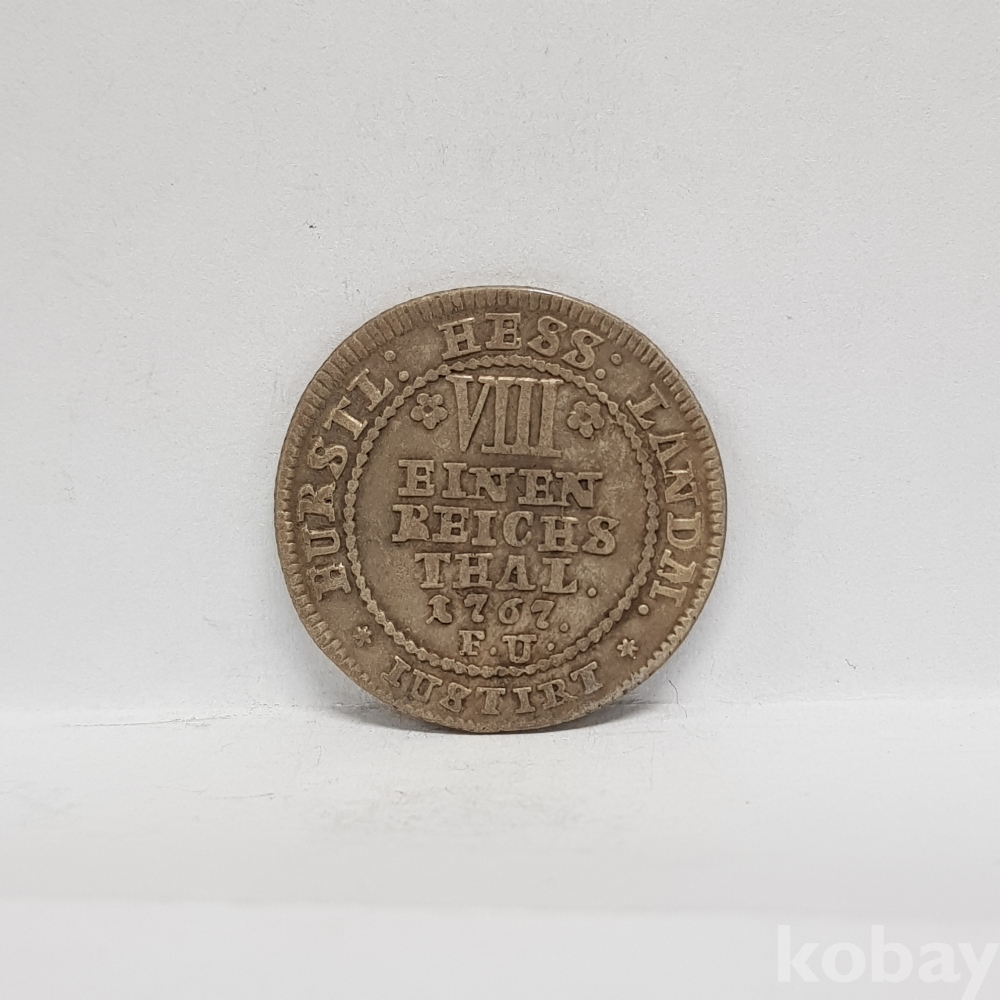 FURSTL. HESS. LANDM.
IUSTIRT
VIII
EINEN
REICHS
THAL.
1767.
F.U.
kobay